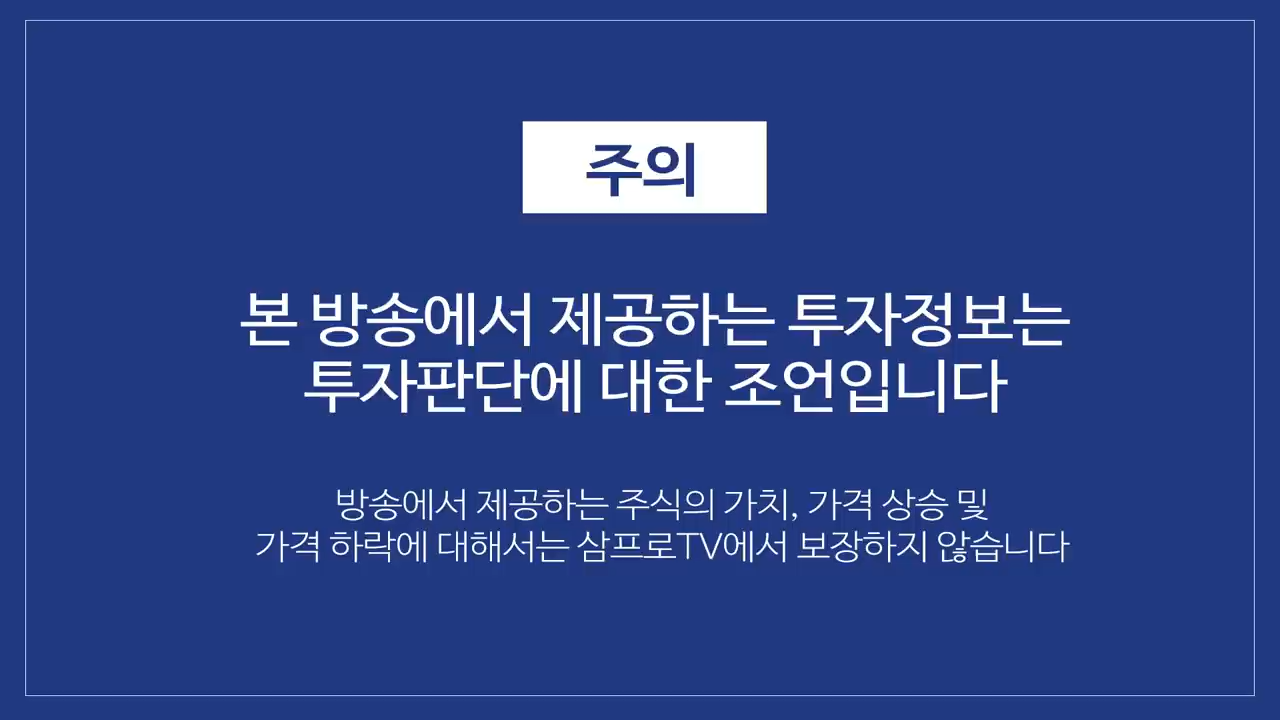 주의
본 방송에서 제공하는 투자정보는
투자판단에 대한 조언입니다
방송에서 제공하는 주식의 가치, 가격 상승 및
가격 하락에 대해서는 삼프로TV에서 보장하지 않습니다